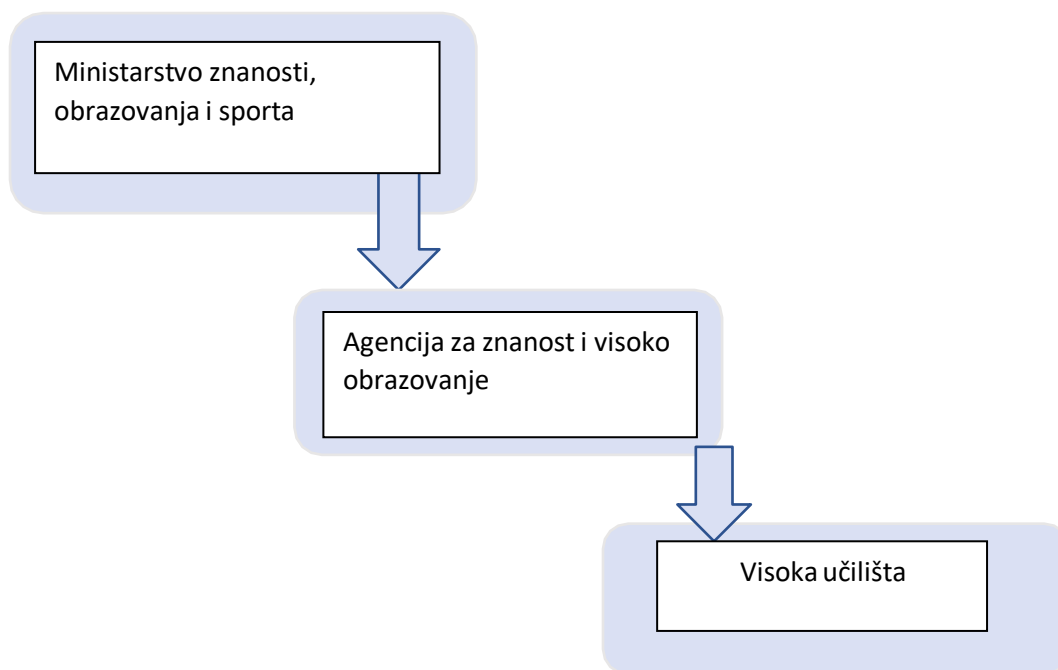 Ministarstvo znanosti,
obrazovanja i sporta
Agencija za znanost i visoko
obrazovanje
Visoka učilišta